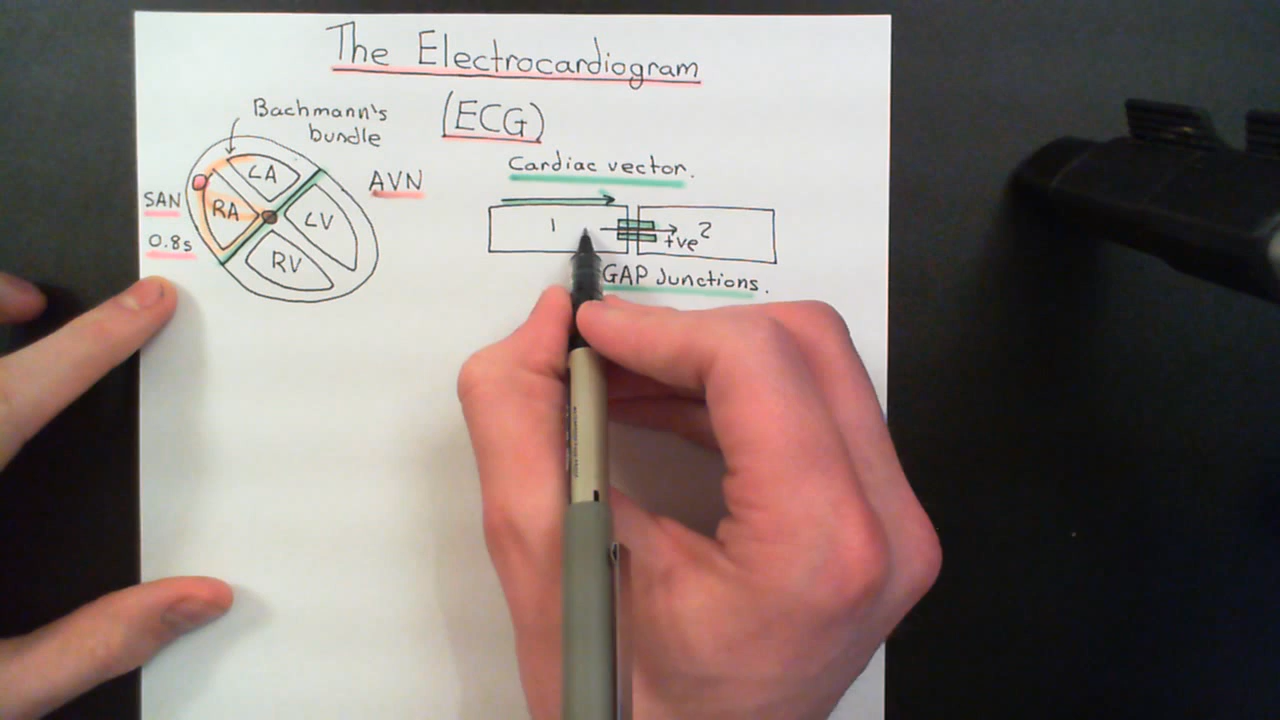 The Electrocardiogram
(ECG)
Bachmann's
bundle
LA
RA
LV
RV
SAN
0.8s
AVN
Cardiac vector.
1
+ve 2
GAP Junctions.